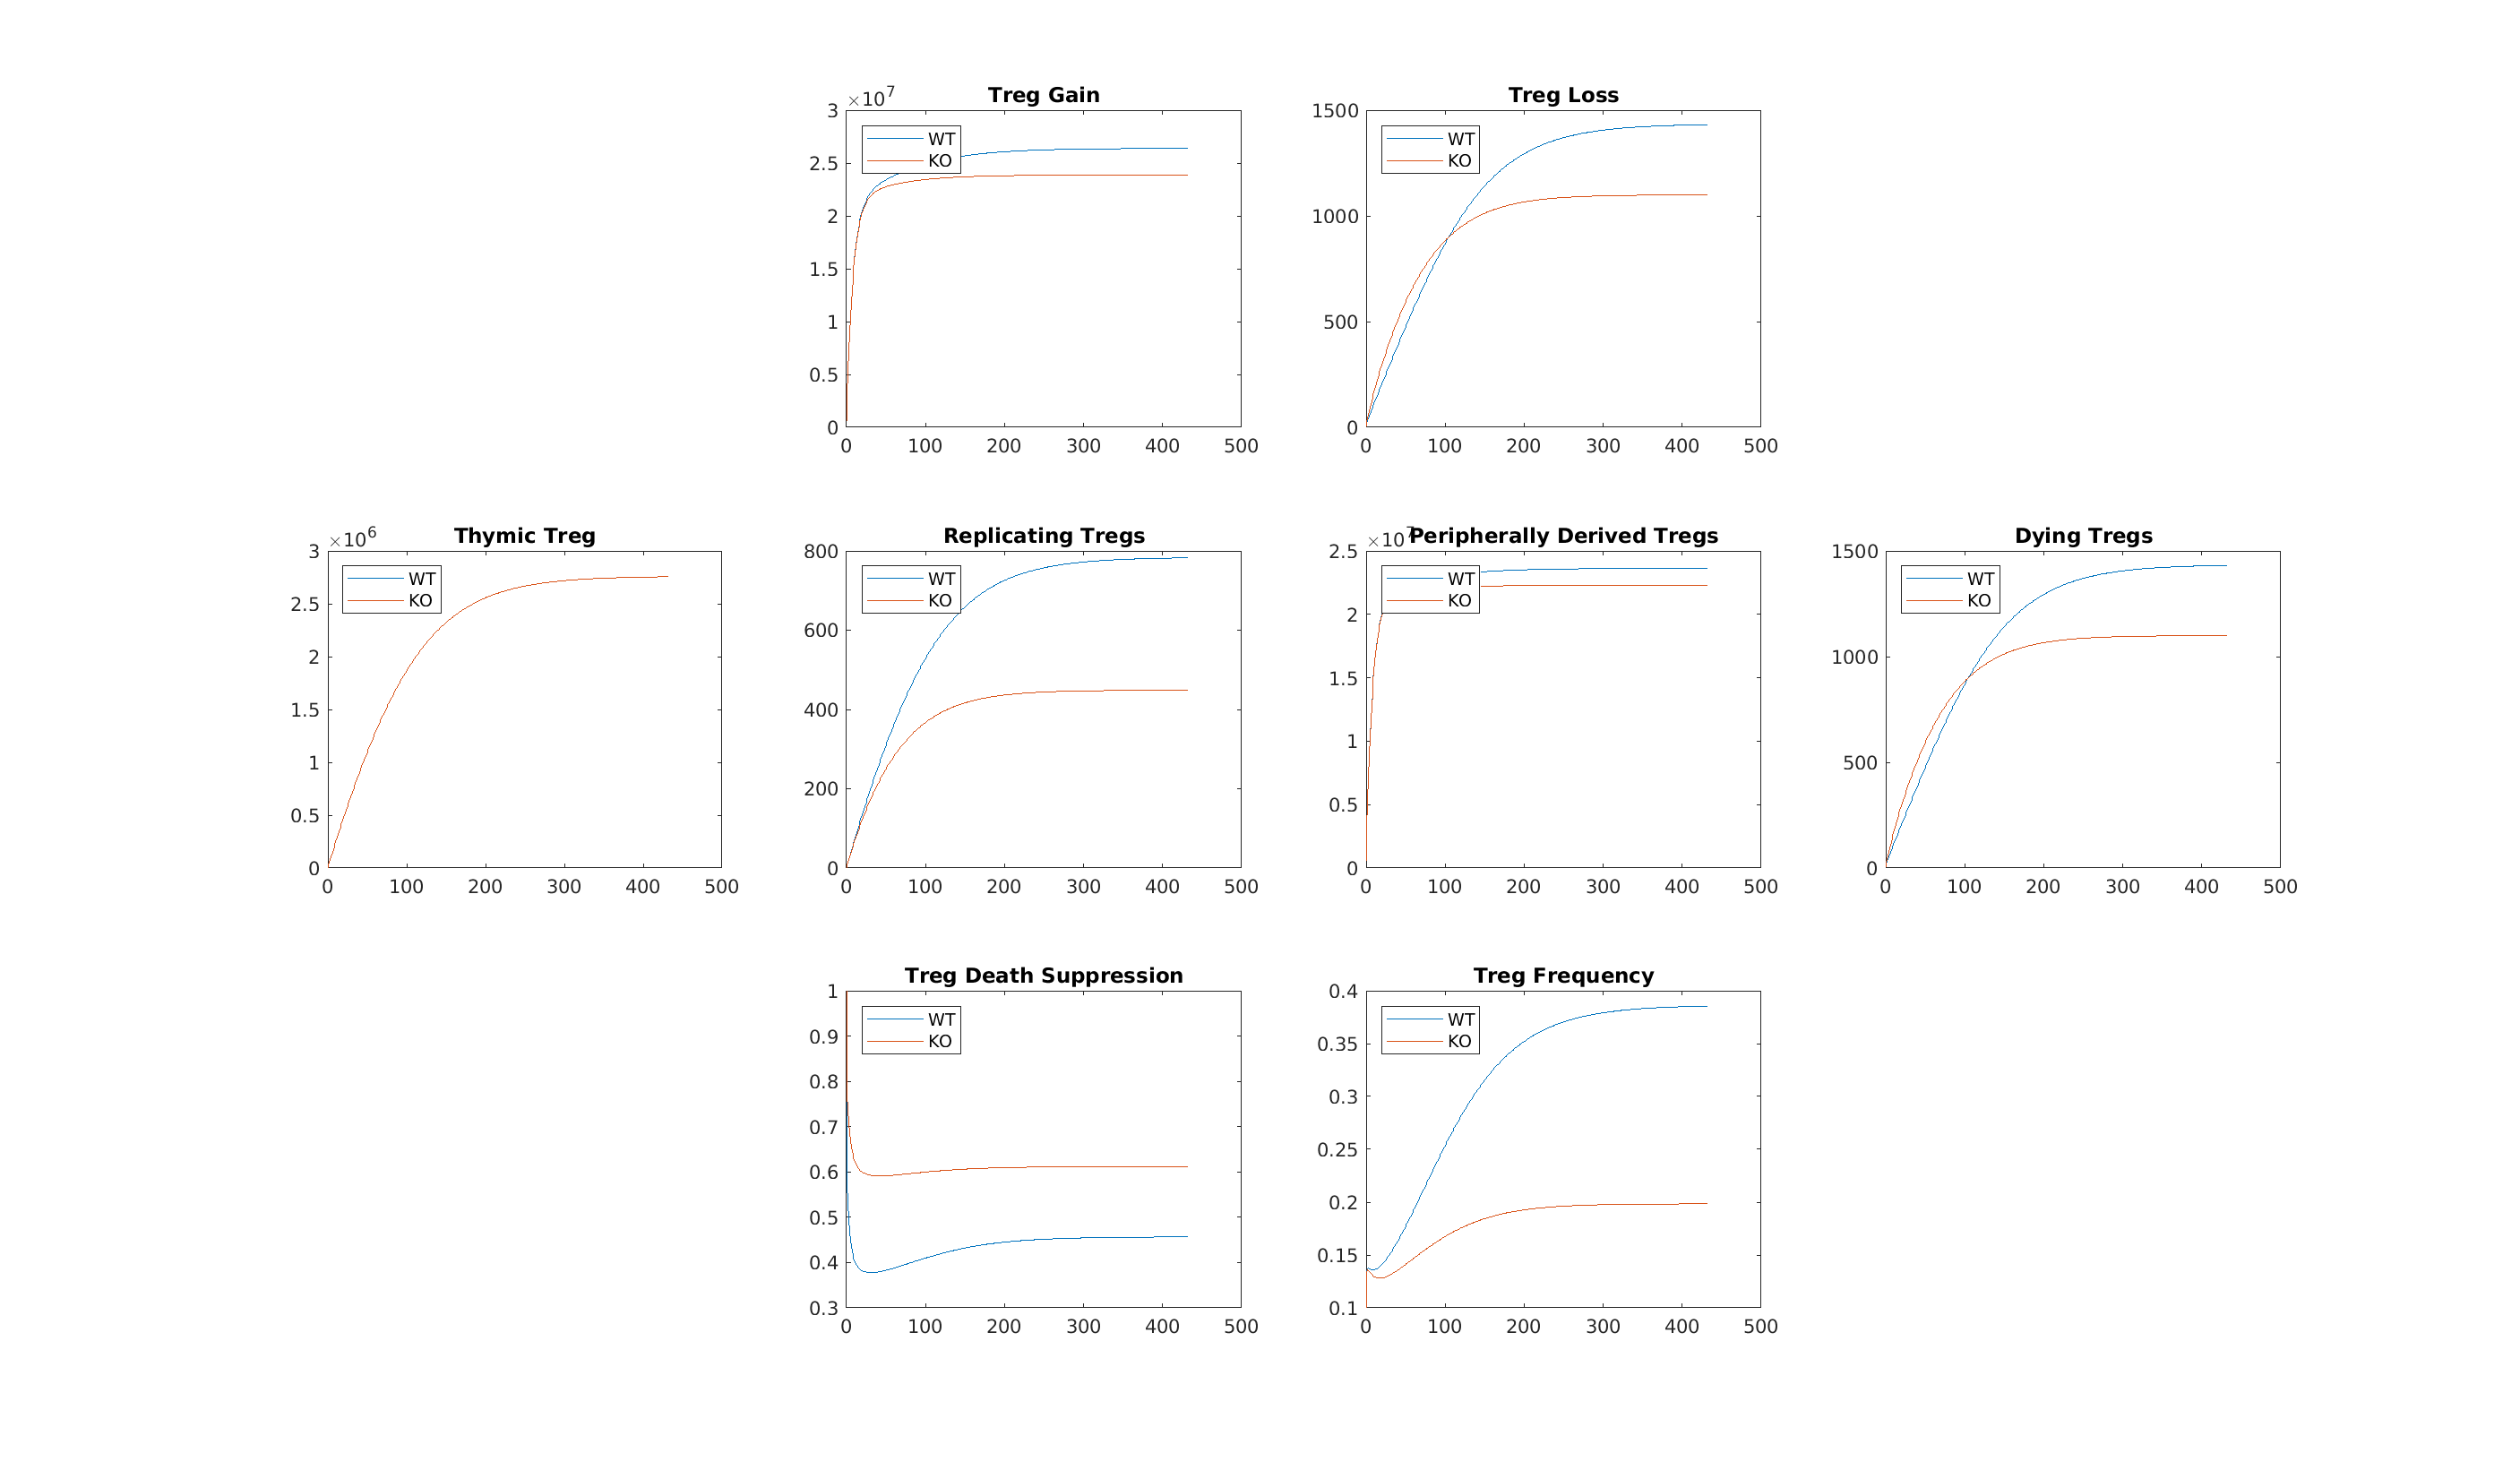 Treg Gain
×10^7
3
2.5
2
1.5
1
0.5
0
0 100 200 300 400 500
WT
KO
Treg Loss
1500
1000
500
0
0 100 200 300 400 500
WT
KO
Thymic Treg
×10^6
3
2.5
2
1.5
1
0.5
0
0 100 200 300 400 500
WT
KO
Replicating Tregs
800
600
400
200
0
0 100 200 300 400 500
WT
KO
Peripherally Derived Tregs
×10^7
2.5
2
1.5
1
0.5
0
0 100 200 300 400 500
WT
KO
Dying Tregs
1500
1000
500
0
0 100 200 300 400 500
WT
KO
Treg Death Suppression
1
0.9
0.8
0.7
0.6
0.5
0.4
0.3
0 100 200 300 400 500
WT
KO
Treg Frequency
0.4
0.35
0.3
0.25
0.2
0.15
0.1
0 100 200 300 400 500
WT
KO